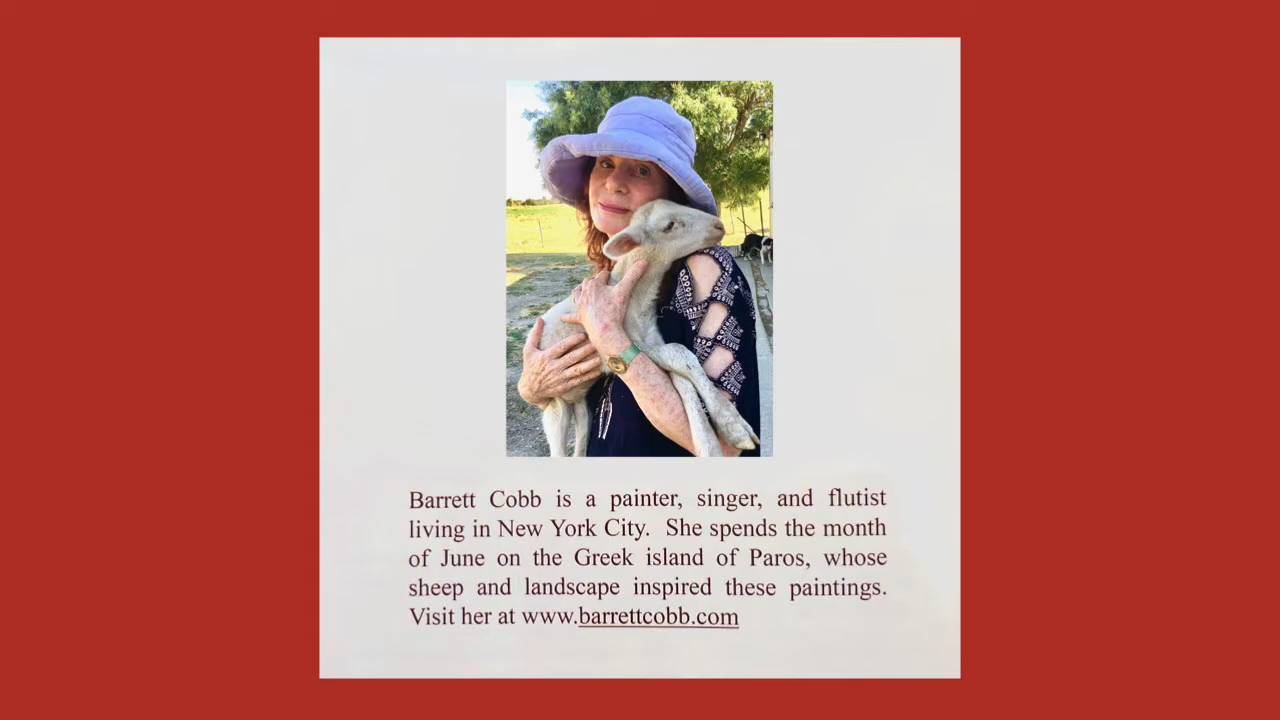 Barrett Cobb is a painter, singer, and flutist
living in New York City. She spends the month
of June on the Greek island of Paros, whose
sheep and landscape inspired these paintings.
Visit her at www.barrettcobb.com